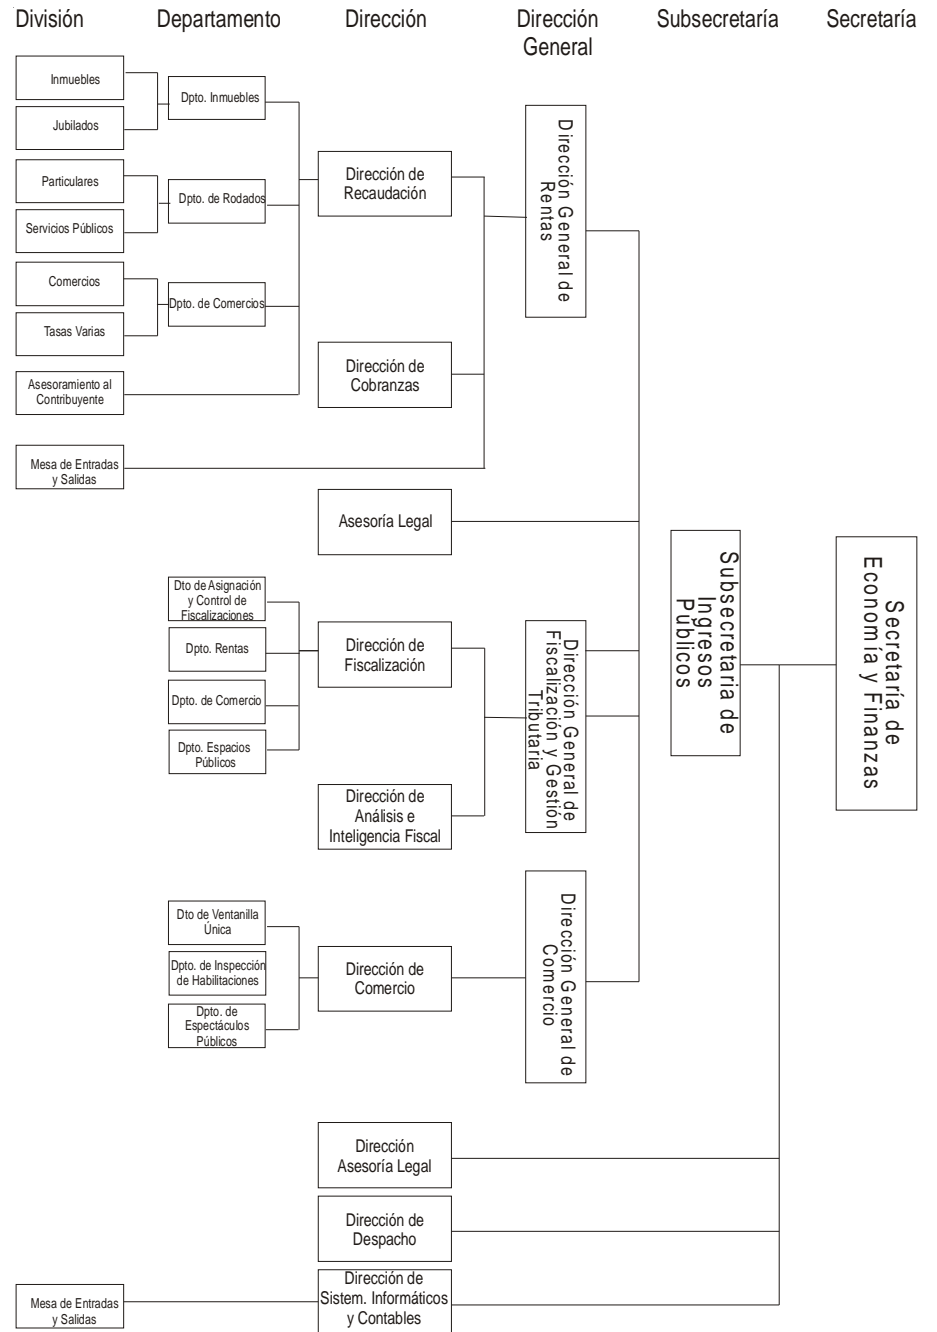 División
Departamento
Dirección
Dirección
General
Subsecretaría
Secretaría
Inmuebles
Jubilados
Dpto. Inmuebles
Particulares
Servicios Públicos
Dpto. de Rodados
Comercios
Tasas Varias
Dpto. de Comercios
Asesoramiento al
Contribuyente
Mesa de Entradas
y Salidas
Dirección de
Recaudación
Dirección de
Cobranzas
Dirección General de
Rentas
Asesoría Legal
Dto de Asignación
y Control de
Fiscalizaciones
Dpto. Rentas
Dpto. de Comercio
Dpto. Espacios
Públicos
Dirección de
Fiscalización
Dirección de
Análisis e
Inteligencia Fiscal
Dirección General de
Fiscalización y Gestión
Tributaria
Subsecretaria de
Ingresos
Públicos
Secretaría de
Economía y Finanzas
Dto de Ventanilla
Única
Dpto. de Inspección
de Habilitaciones
Dpto. de
Espectáculos
Públicos
Dirección de
Comercio
Dirección General de
Comercio
Dirección
Asesoría Legal
Dirección de
Despacho
Dirección de
Sistem. Informáticos
y Contables
Mesa de Entradas
y Salidas